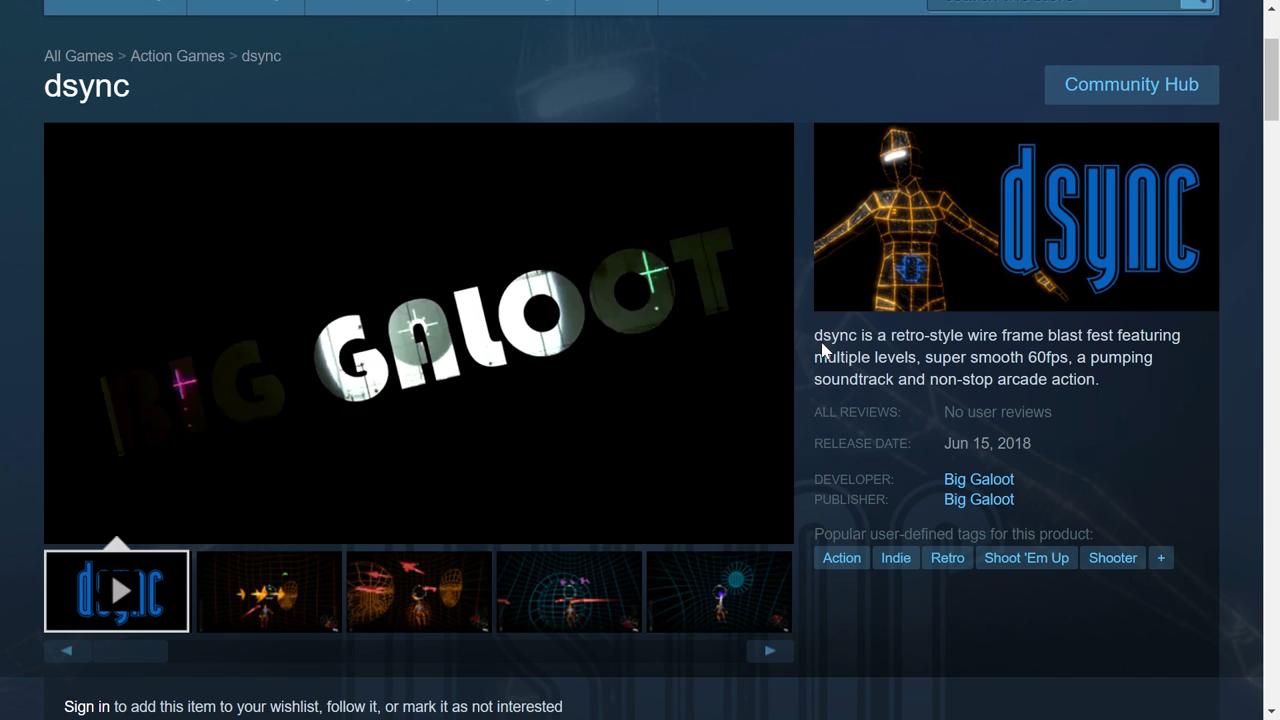 All Games > Action Games > dsync
dsync
Community Hub
BIG GALOOT
dsync
dsync is a retro-style wire frame blast fest featuring
multiple levels, super smooth 60fps, a pumping
soundtrack and non-stop arcade action.
ALL REVIEWS: No user reviews
RELEASE DATE: Jun 15, 2018
DEVELOPER: Big Galoot
PUBLISHER: Big Galoot
Popular user-defined tags for this product:
Action Indie Retro Shoot 'Em Up Shooter +
dsync
Sign in to add this item to your wishlist, follow it, or mark it as not interested